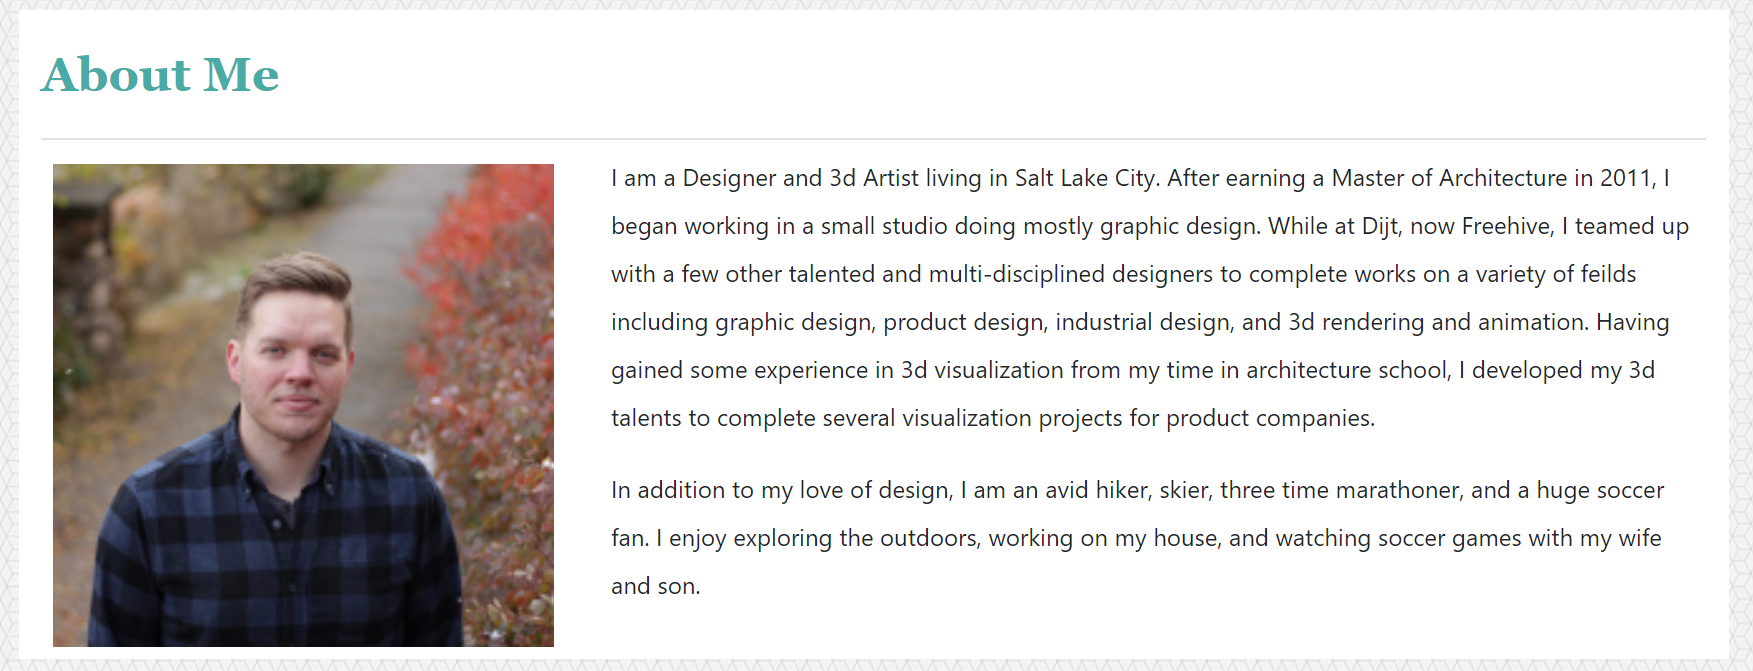 About Me
I am a Designer and 3d Artist living in Salt Lake City. After earning a Master of Architecture in 2011, I
began working in a small studio doing mostly graphic design. While at Dijt, now Freehive, I teamed up
with a few other talented and multi-disciplined designers to complete works on a variety of feilds
including graphic design, product design, industrial design, and 3d rendering and animation. Having
gained some experience in 3d visualization from my time in architecture school, I developed my 3d
talents to complete several visualization projects for product companies.
In addition to my love of design, I am an avid hiker, skier, three time marathoner, and a huge soccer
fan. I enjoy exploring the outdoors, working on my house, and watching soccer games with my wife
and son.